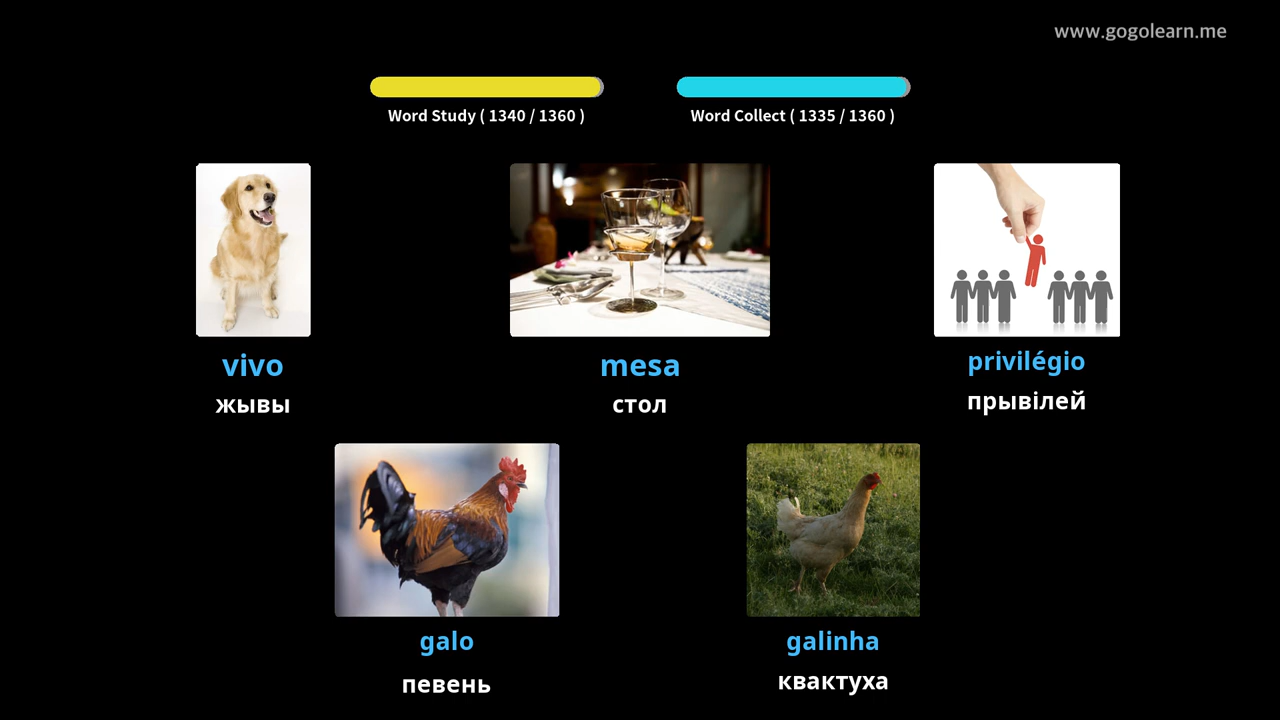 www.gogolearn.me
Word Study ( 1340 / 1360 )
Word Collect ( 1335 / 1360 )
vivo
mesa
privilégio
жывы
стол
прывілей
galo
galinha
певень
квактуха